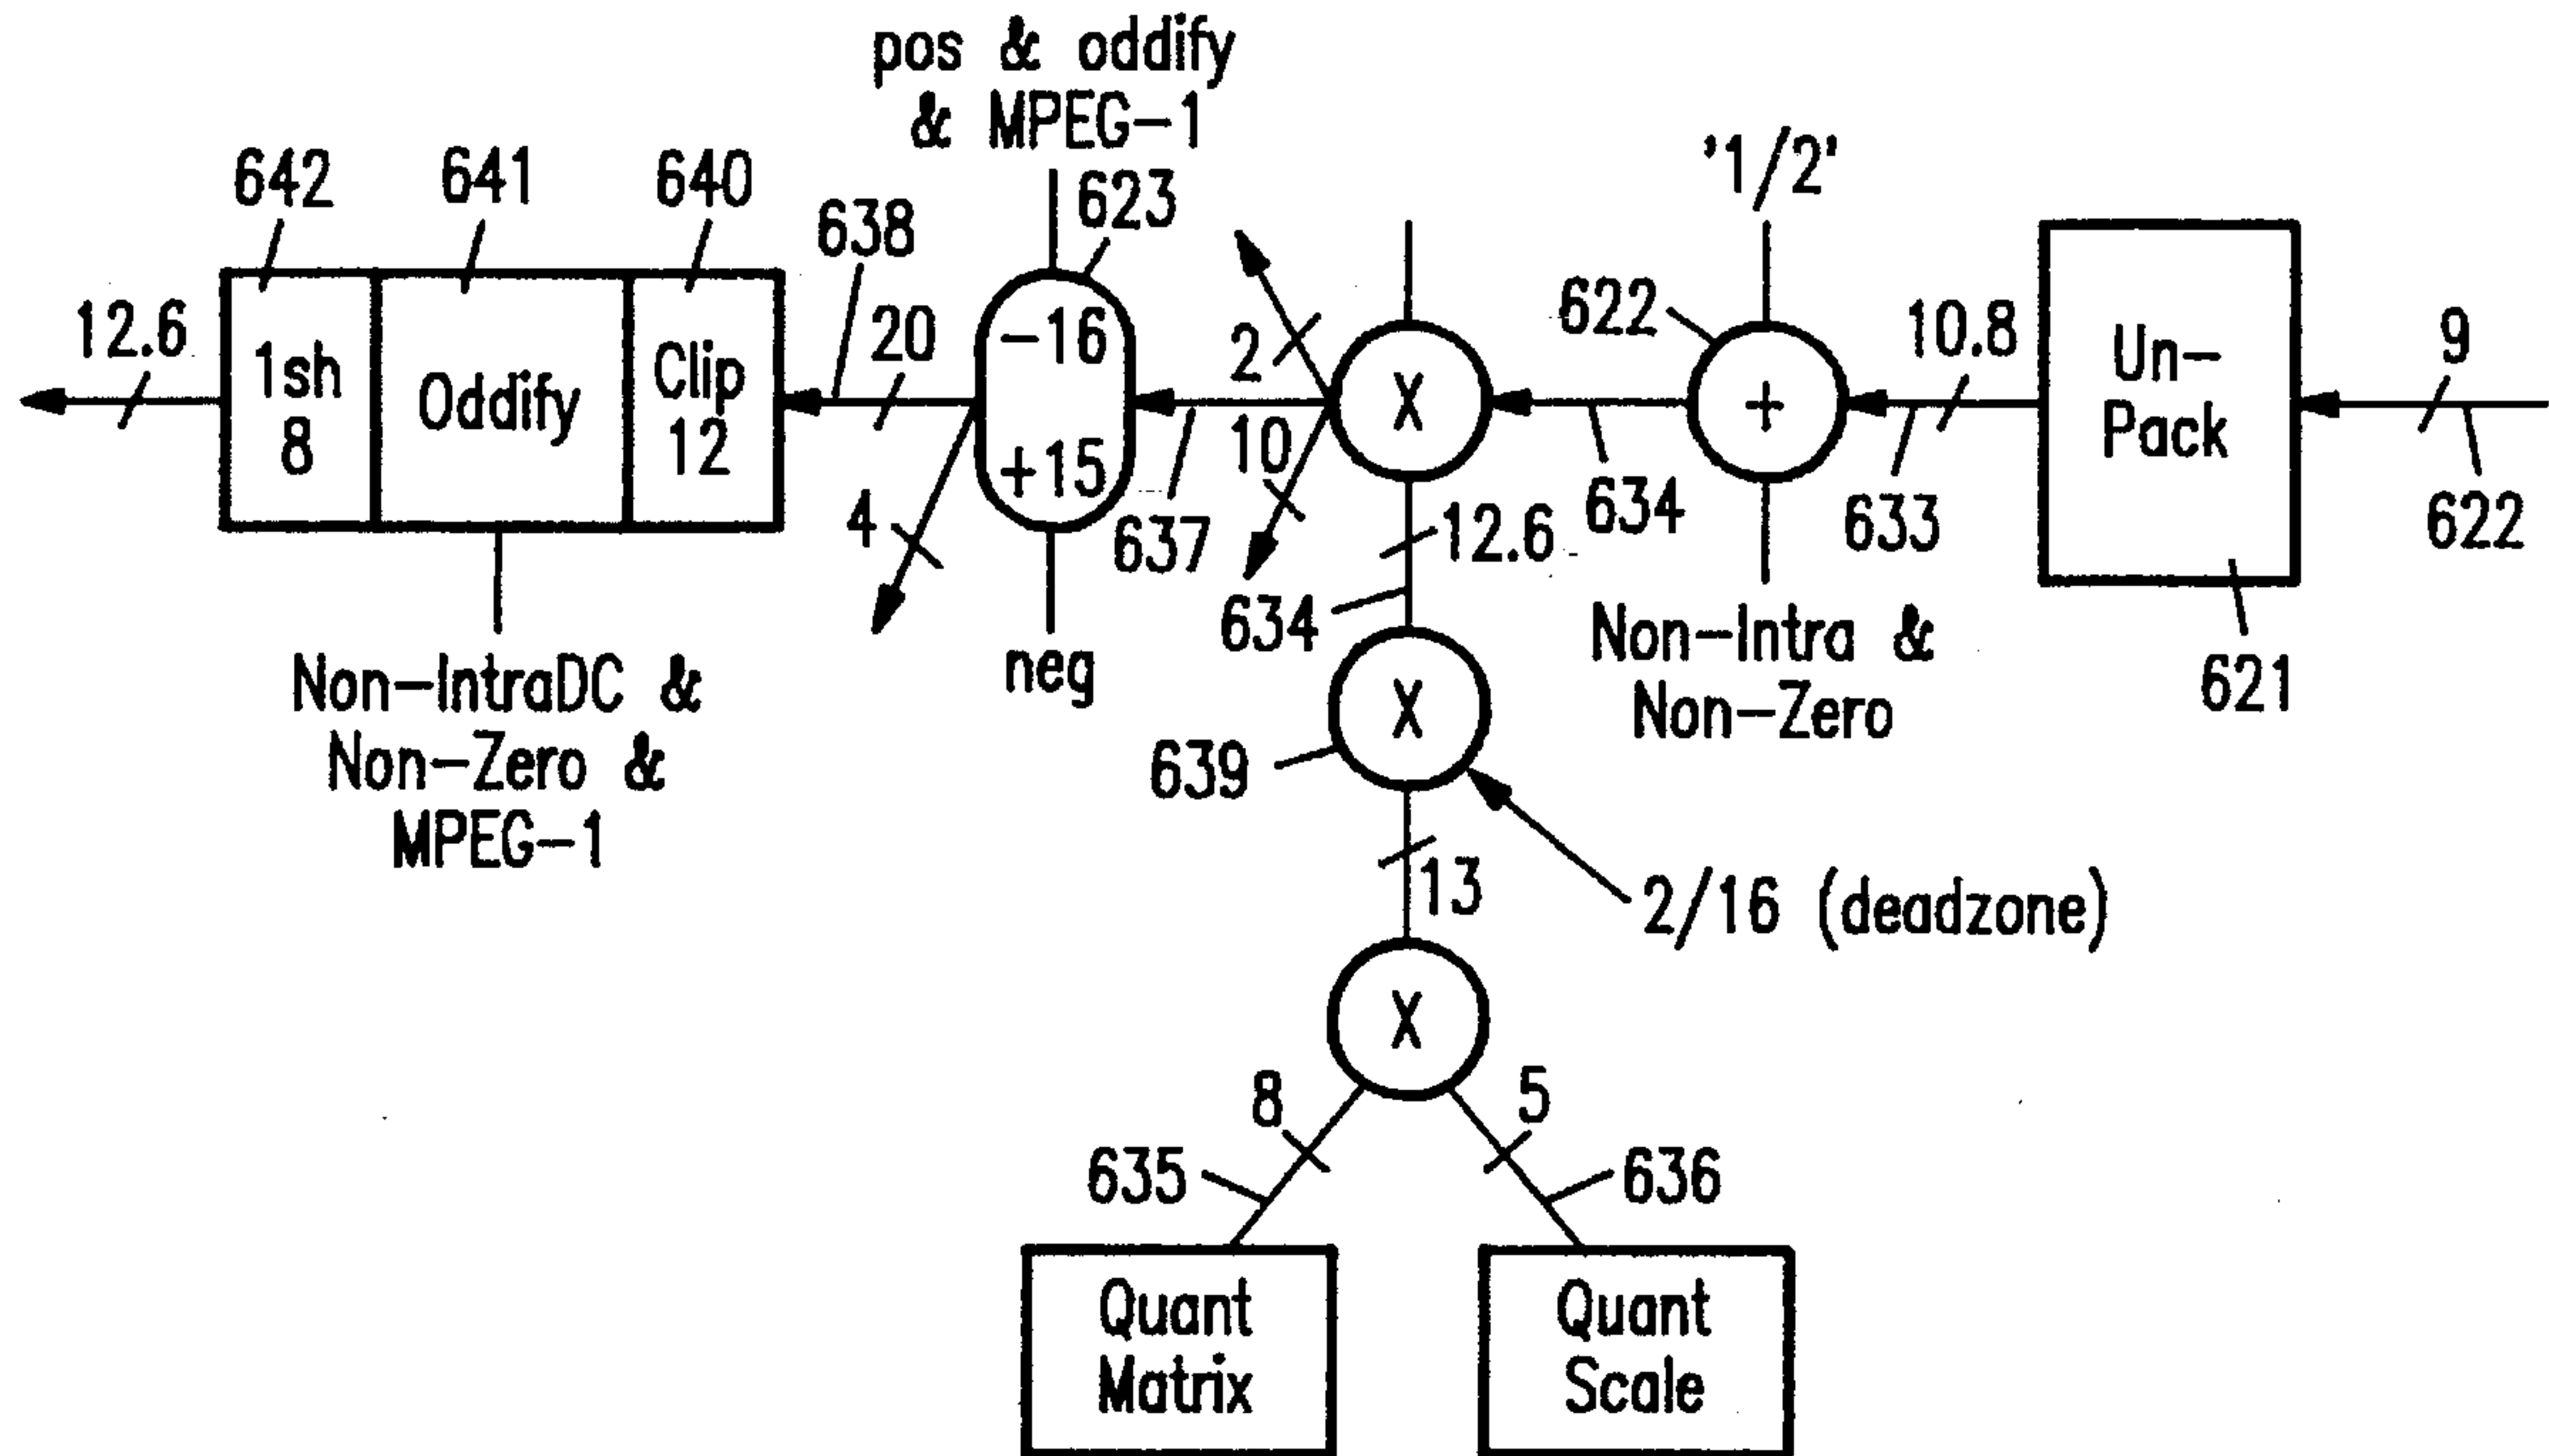 pos & oddify
& MPEG-1
623
642
641
640
638
'1/2'
622
12.6
1sh
8
Oddify
Clip
12
20
-16
+15
4
neg
2
10
637
X
634
+
634
10.8
633
Un-
Pack
621
9
622
12.6
Non-IntraDC &
Non-Zero &
MPEG-1
Non-Intra &
Non-Zero
X
639
13
2/16 (deadzone)
X
8
5
635
636
Quant
Matrix
Quant
Scale